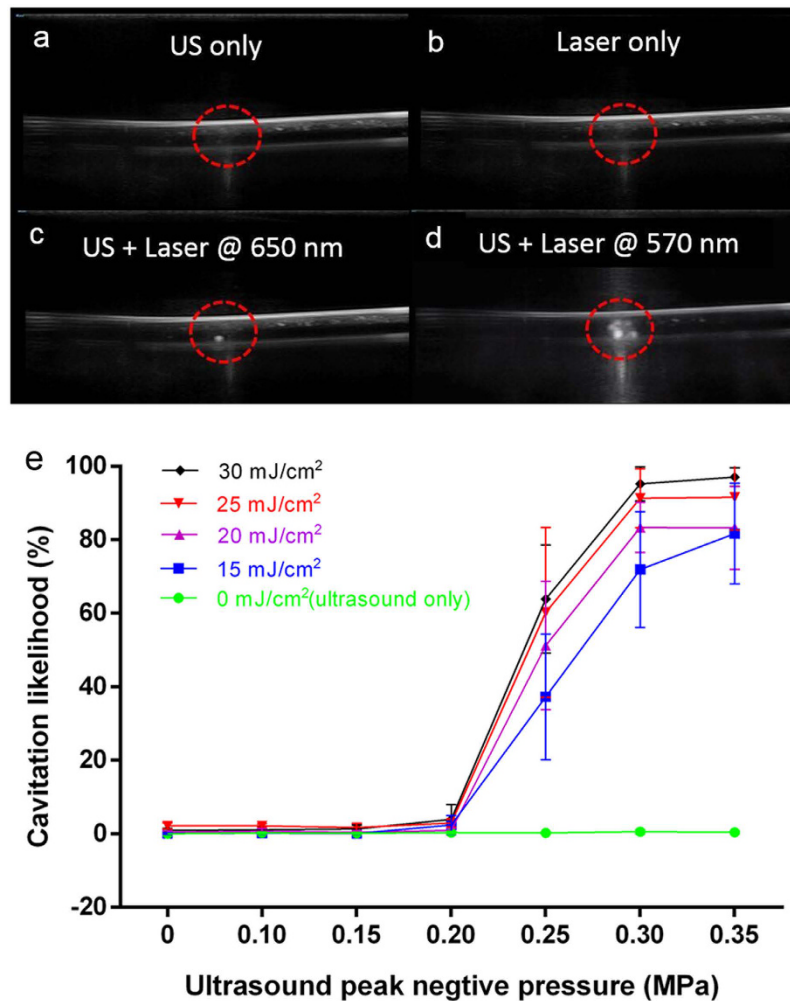 a
US only
b
Laser only
c
US + Laser @ 650 nm
d
US + Laser @ 570 nm
e
100
80
60
40
20
0
-20
Cavitation likelihood (%)
30 mJ/cm²
25 mJ/cm²
20 mJ/cm²
15 mJ/cm²
0 mJ/cm²(ultrasound only)
0 0.10 0.15 0.20 0.25 0.30 0.35
Ultrasound peak negtive pressure (MPa)